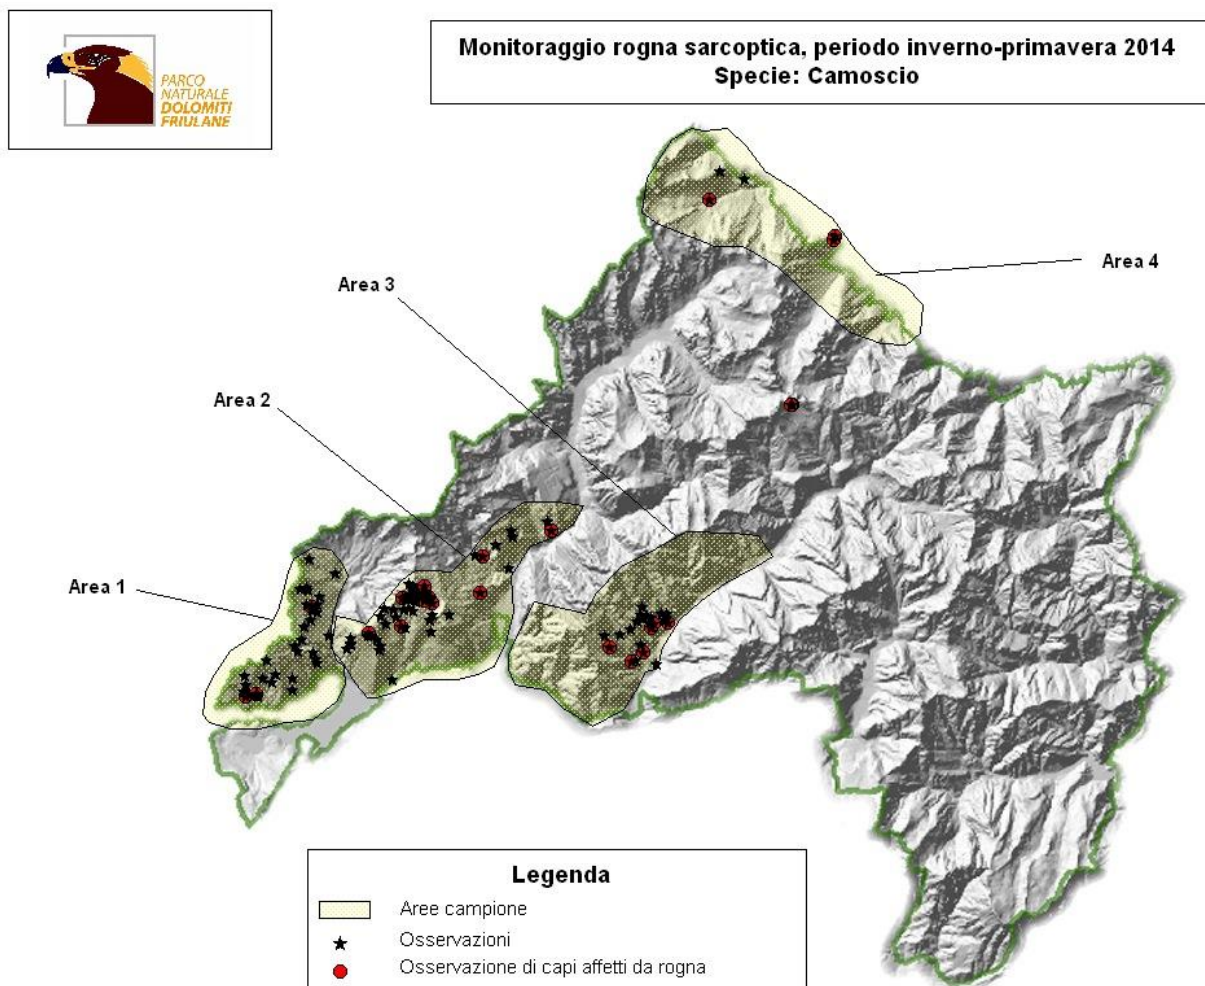 PARCO
NATURALE
DOLOMITI
FRIULANE
Monitoraggio rogna sarcoptica, periodo inverno-primavera 2014
Specie: Camoscio
Area 4
Area 3
Area 2
Area 1
Legenda
Aree campione
Osservazioni
Osservazione di capi affetti da rogna